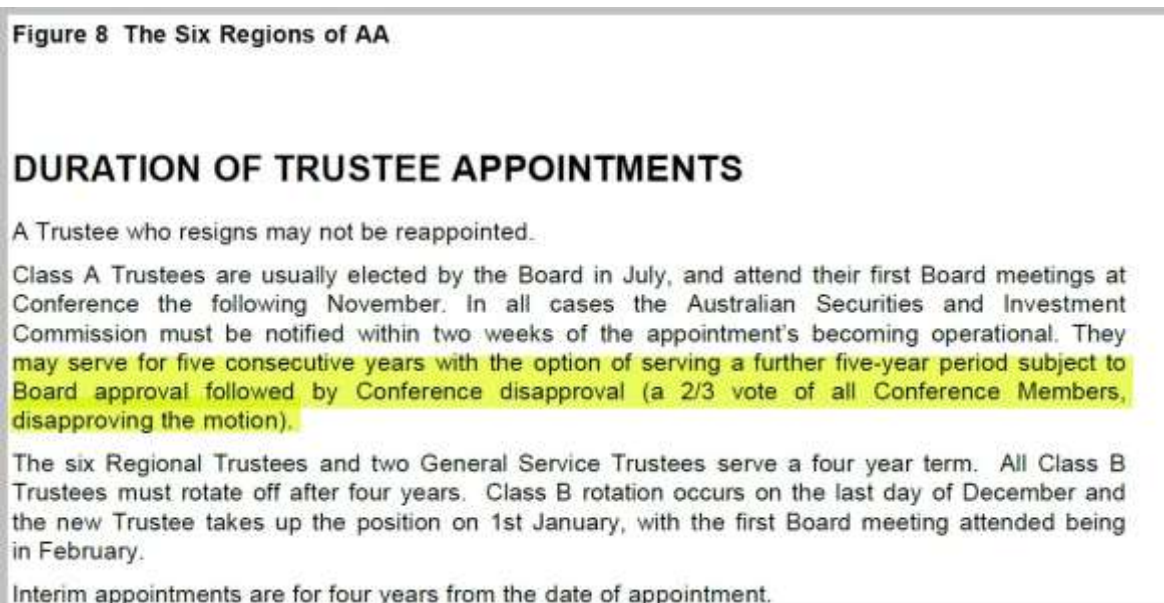 Figure 8 The Six Regions of AA
DURATION OF TRUSTEE APPOINTMENTS
A Trustee who resigns may not be reappointed.
Class A Trustees are usually elected by the Board in July, and attend their first Board meetings at
Conference the following November. In all cases the Australian Securities and Investment
Commission must be notified within two weeks of the appointment's becoming operational. They
may serve for five consecutive years with the option of serving a further five-year period subject to
Board approval followed by Conference disapproval (a 2/3 vote of all Conference Members,
disapproving the motion).
The six Regional Trustees and two General Service Trustees serve a four year term. All Class B
Trustees must rotate off after four years. Class B rotation occurs on the last day of December and
the new Trustee takes up the position on 1st January, with the first Board meeting attended being
in February.
Interim appointments are for four years from the date of appointment.